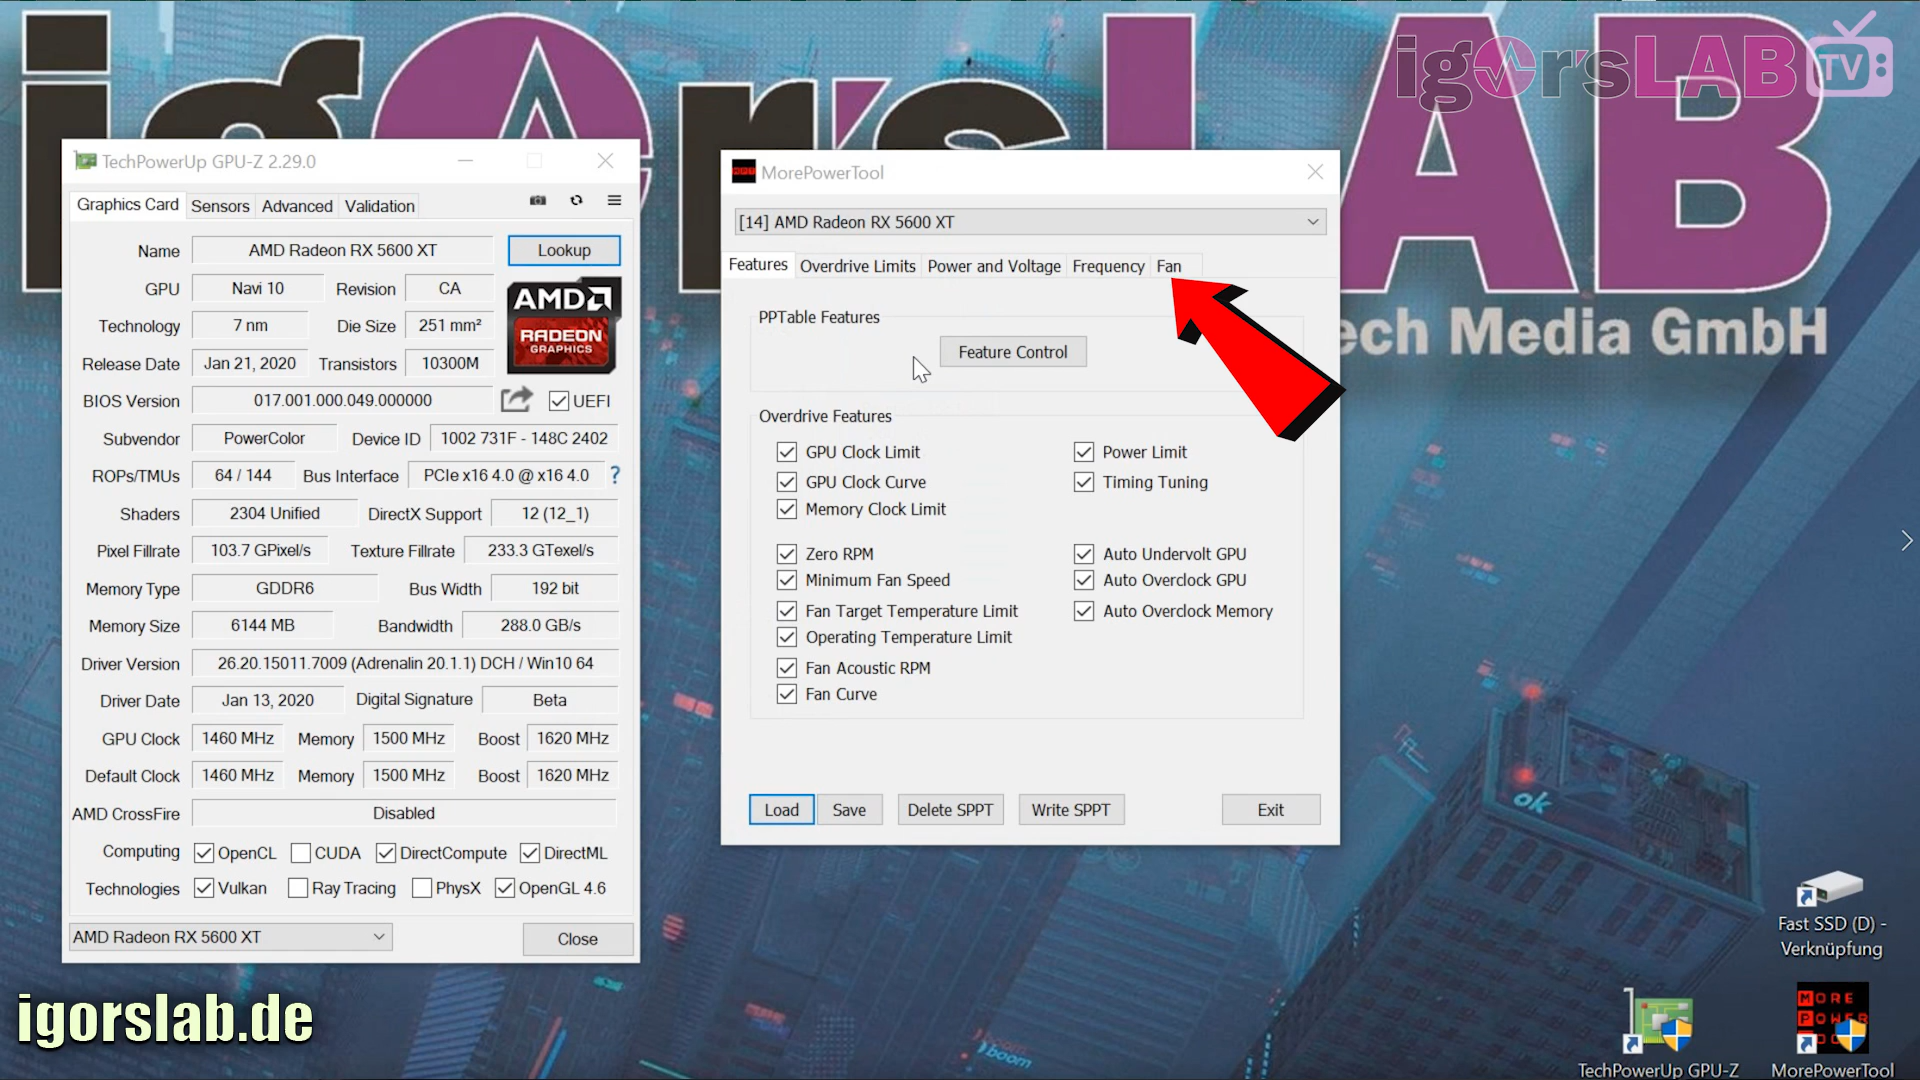 igor'sLAB
igor'sLAB TV
Tech Media GmbH
TechPowerUp GPU-Z 2.29.0
Graphics Card Sensors Advanced Validation
Name AMD Radeon RX 5600 XT Lookup
GPU Navi 10 Revision CA
Technology 7 nm Die Size 251 mm²
Release Date Jan 21, 2020 Transistors 10300M
AMD
RADEON
GRAPHICS
BIOS Version 017.001.000.049.000000 UEFI
Subvendor PowerColor Device ID 1002 731F - 148C 2402
ROPs/TMUs 64 / 144 Bus Interface PCIe x16 4.0 @ x16 4.0 ?
Shaders 2304 Unified DirectX Support 12 (12_1)
Pixel Fillrate 103.7 GPixel/s Texture Fillrate 233.3 GTexel/s
Memory Type GDDR6 Bus Width 192 bit
Memory Size 6144 MB Bandwidth 288.0 GB/s
Driver Version 26.20.15011.7009 (Adrenalin 20.1.1) DCH / Win10 64
Driver Date Jan 13, 2020 Digital Signature Beta
GPU Clock 1460 MHz Memory 1500 MHz Boost 1620 MHz
Default Clock 1460 MHz Memory 1500 MHz Boost 1620 MHz
AMD CrossFire Disabled
Computing OpenCL CUDA DirectCompute DirectML
Technologies Vulkan Ray Tracing PhysX OpenGL 4.6
AMD Radeon RX 5600 XT Close
MPT MorePowerTool
[14] AMD Radeon RX 5600 XT
Features Overdrive Limits Power and Voltage Frequency Fan
PPTable Features
Feature Control
Overdrive Features
GPU Clock Limit Power Limit
GPU Clock Curve Timing Tuning
Memory Clock Limit
Zero RPM Auto Undervolt GPU
Minimum Fan Speed Auto Overclock GPU
Fan Target Temperature Limit Auto Overclock Memory
Operating Temperature Limit
Fan Acoustic RPM
Fan Curve
Load Save Delete SPPT Write SPPT Exit
ok
boom
Fast SSD (D) -
Verknüpfung
MORE
POWER
TechPowerUp GPU-Z MorePowerTool
igorslab.de